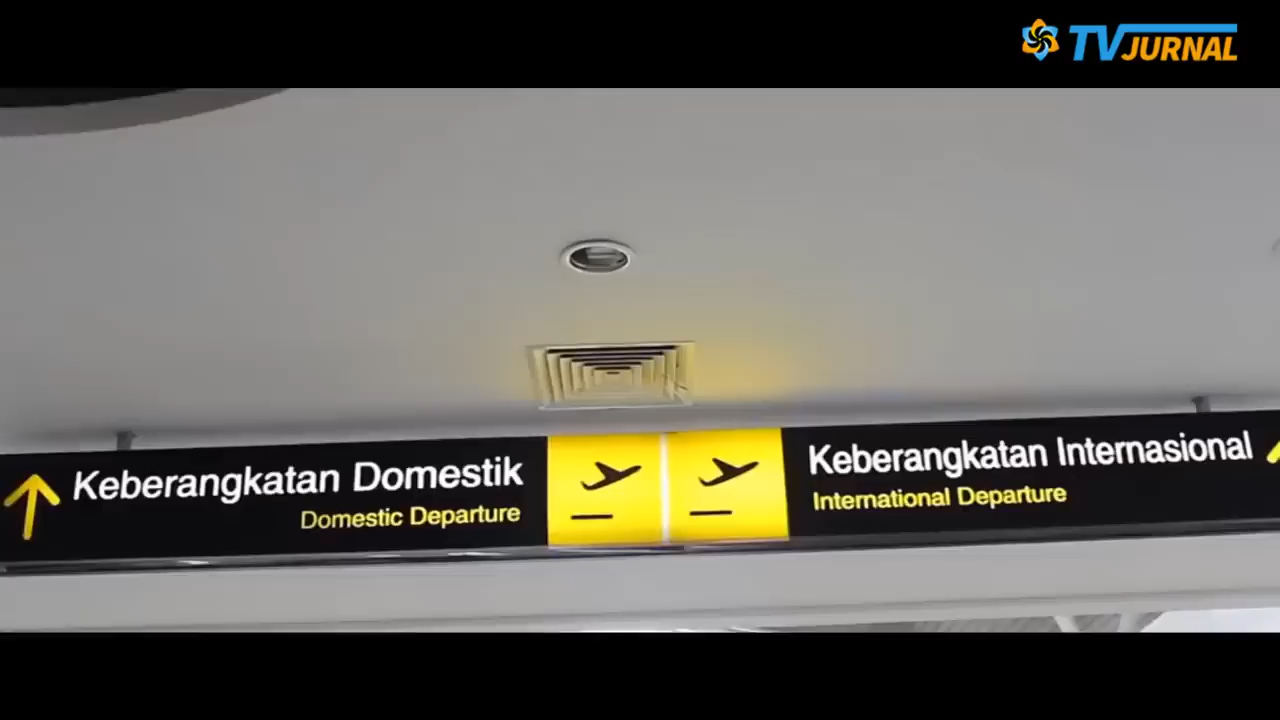 TVJURNAL
Keberangkatan Domestik
Domestic Departure
Keberangkatan Internasional
International Departure